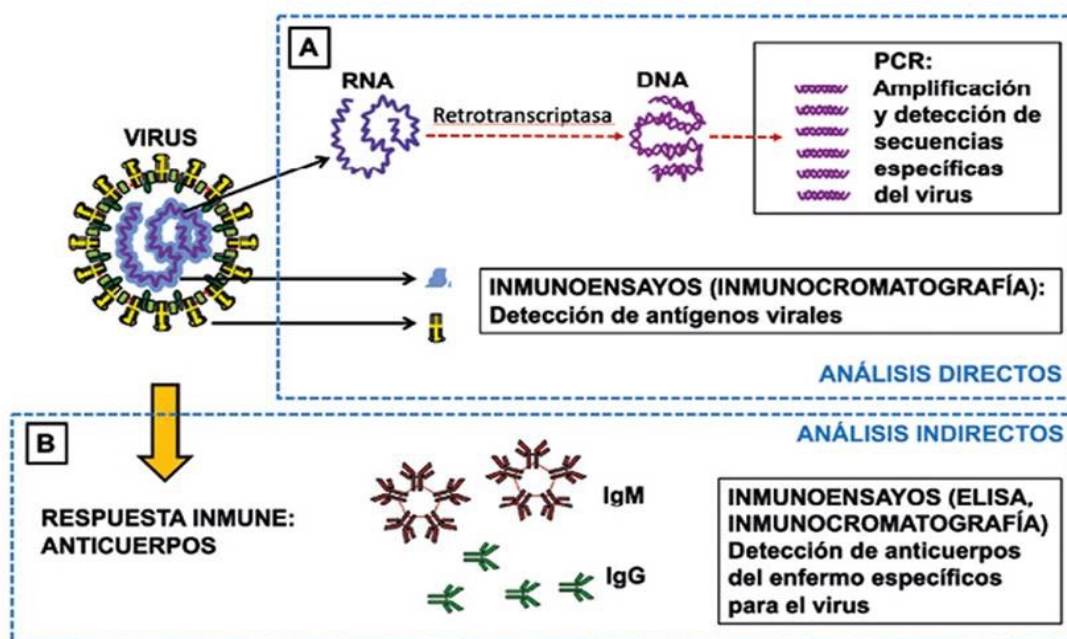 A
RNA
Retrotranscriptasa
DNA
PCR:
Amplificación
y detección de
secuencias
específicas
del virus
VIRUS
INMUNOENSAYOS (INMUNOCROMATOGRAFÍA):
Detección de antígenos virales
ANÁLISIS DIRECTOS
B
ANÁLISIS INDIRECTOS
RESPUESTA INMUNE:
ANTICUERPOS
IgM
IgG
INMUNOENSAYOS (ELISA,
INMUNOCROMATOGRAFÍA)
Detección de anticuerpos
del enfermo específicos
para el virus